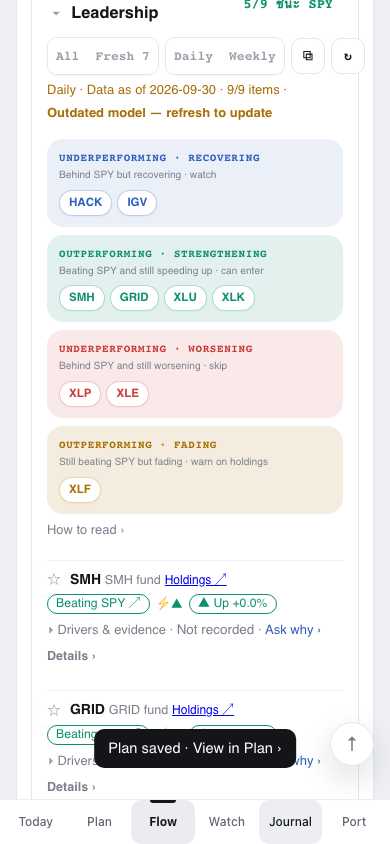 Leadership
5/9 ชนะ SPY
All Fresh 7 Daily Weekly
Daily · Data as of 2026-09-30 · 9/9 items ·
Outdated model — refresh to update
UNDERPERFORMING · RECOVERING
Behind SPY but recovering · watch
HACK IGV
OUTPERFORMING · STRENGTHENING
Beating SPY and still speeding up · can enter
SMH GRID XLU XLK
UNDERPERFORMING · WORSENING
Behind SPY and still worsening · skip
XLP XLE
OUTPERFORMING · FADING
Still beating SPY but fading · warn on holdings
XLF
How to read ›
☆ SMH SMH fund Holdings ↗
Beating SPY ↗ ⚡▲ ▲ Up +0.0%
Drivers & evidence · Not recorded · Ask why ›
Details ›
☆ GRID GRID fund Holdings ↗
Plan saved · View in Plan ›
Details ›
Today Plan Flow Watch Journal Port